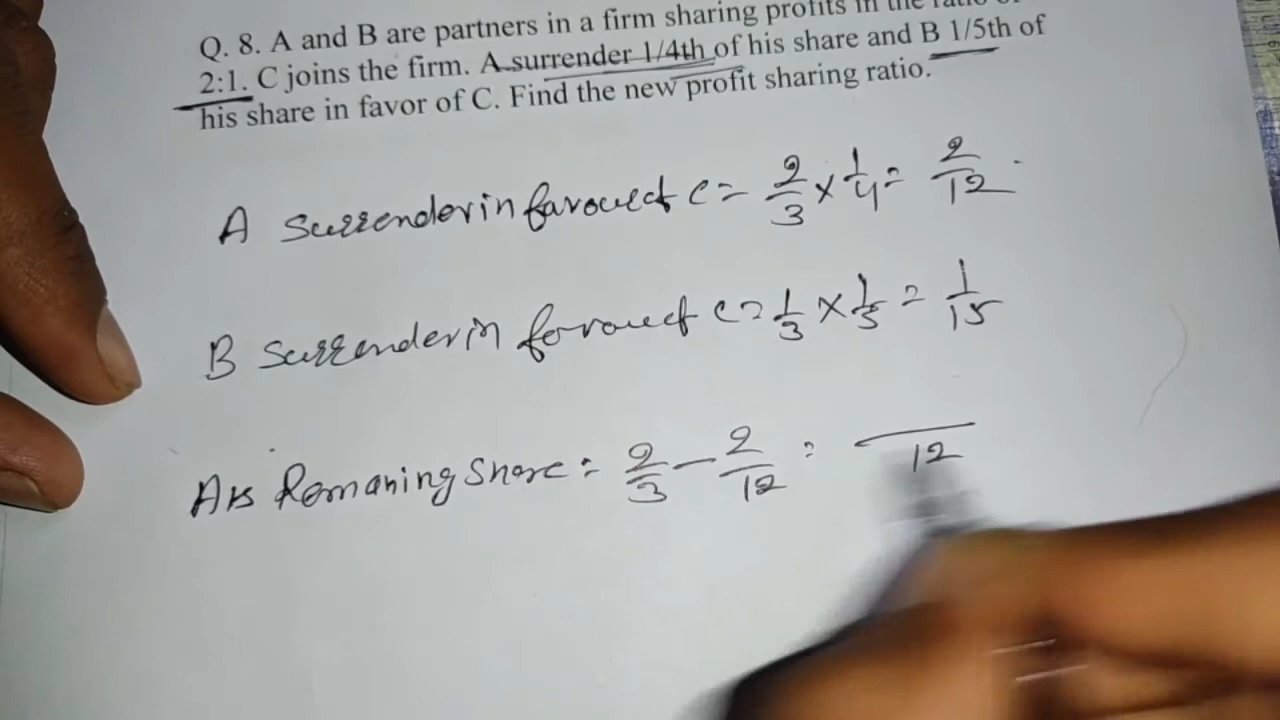 Q. 8. A and B are partners in a firm sharing profits in the ratio of
2:1. C joins the firm. A surrender 1/4th of his share and B 1/5th of
his share in favor of C. Find the new profit sharing ratio.
A Surrender in favour of C = 2/3 × 1/4 = 2/12
B Surrender in favour of C = 1/3 × 1/5 = 1/15
A's Remaning Share = 2/3 - 2/12 = /12